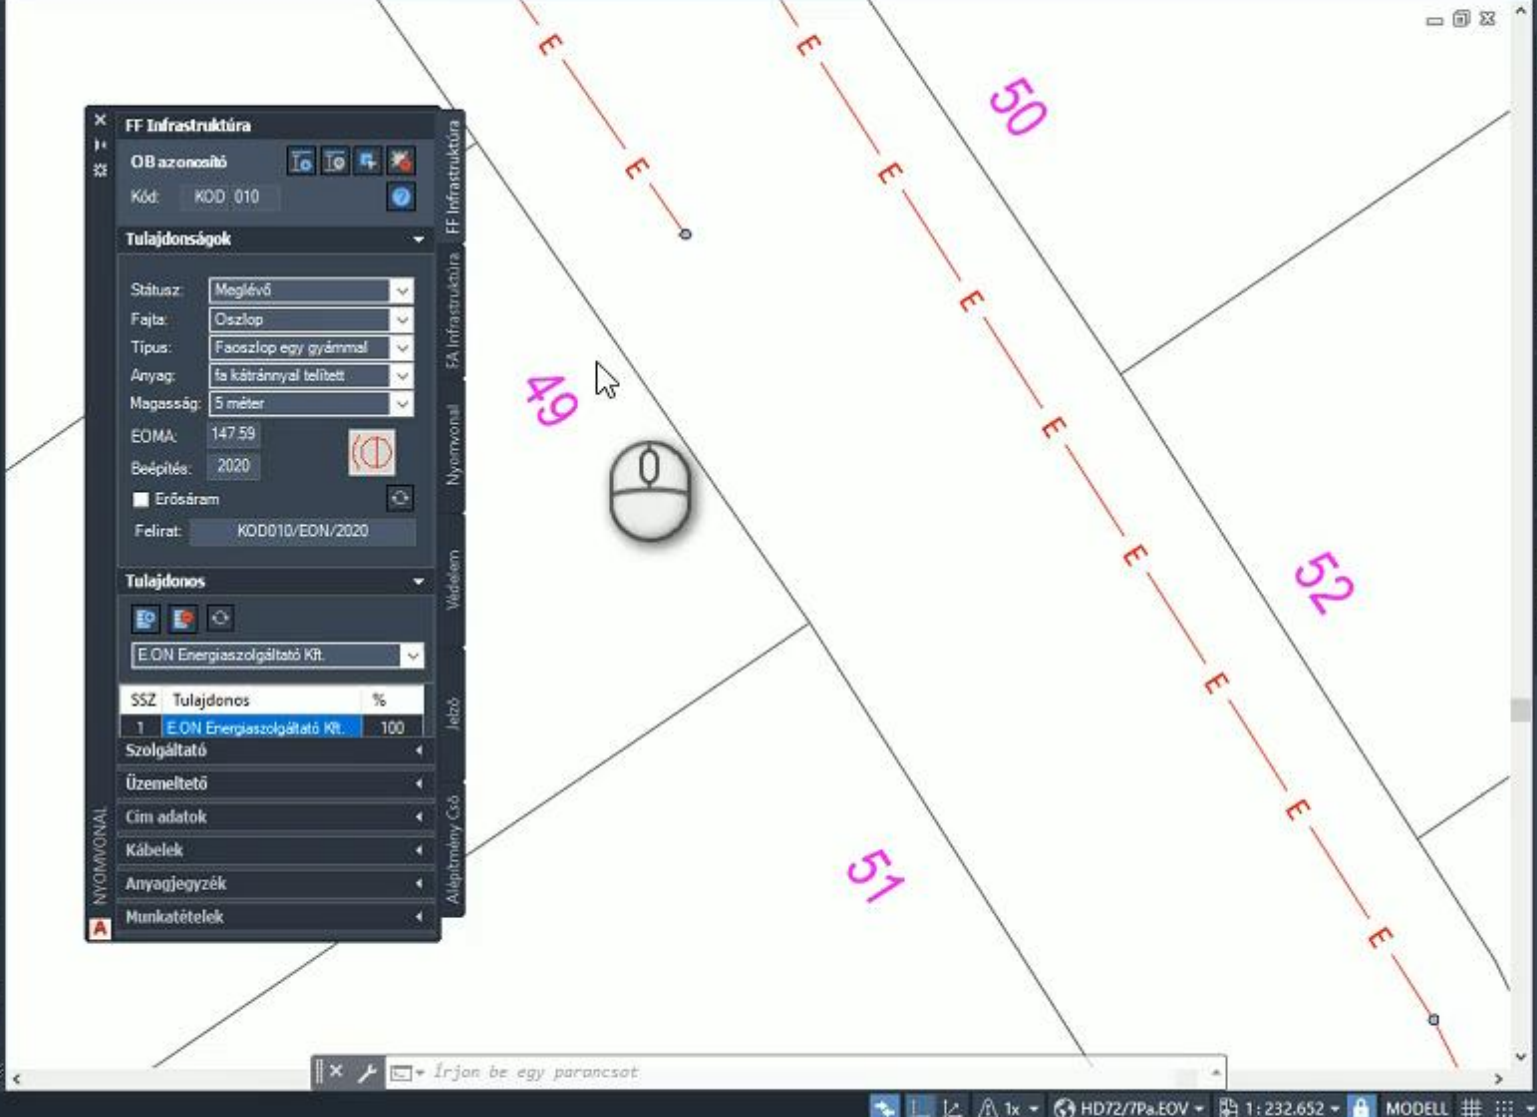 FF Infrastruktúra
OB azonosító
Kód: KOD 010
Tulajdonságok
Státusz: Meglévő
Fajta: Oszlop
Típus: Faoszlop egy gyámmal
Anyag: fa kátránnyal telített
Magasság: 5 méter
EOMA: 147.59
Beépítés: 2020
Erősáram
Felirat: KOD010/EON/2020
Tulajdonos
E.ON Energiaszolgáltató Kft.
SSZ Tulajdonos %
1 E.ON Energiaszolgáltató Kft. 100
Szolgáltató
Üzemeltető
Cím adatok
Kábelek
Anyagjegyzék
Munkatételek
NYOMVONAL
A
FF Infrastruktúra
FA Infrastruktúra
Nyomvonal
Védelem
Jelző
Alépítmény Cső
E
E
E
E
E
E
E
E
E
E
50
49
52
51
Írjon be egy parancsot
1x HD72/7Pa.EOV 1:232.652 MODELL